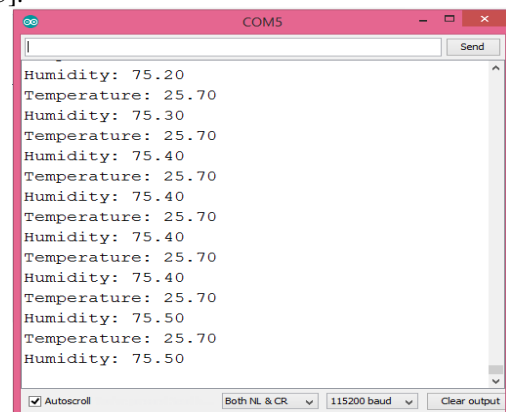 COM5
Send
Humidity: 75.20
Temperature: 25.70
Humidity: 75.30
Temperature: 25.70
Humidity: 75.40
Temperature: 25.70
Humidity: 75.40
Temperature: 25.70
Humidity: 75.40
Temperature: 25.70
Humidity: 75.40
Temperature: 25.70
Humidity: 75.50
Temperature: 25.70
Humidity: 75.50
Autoscroll Both NL & CR 115200 baud Clear output